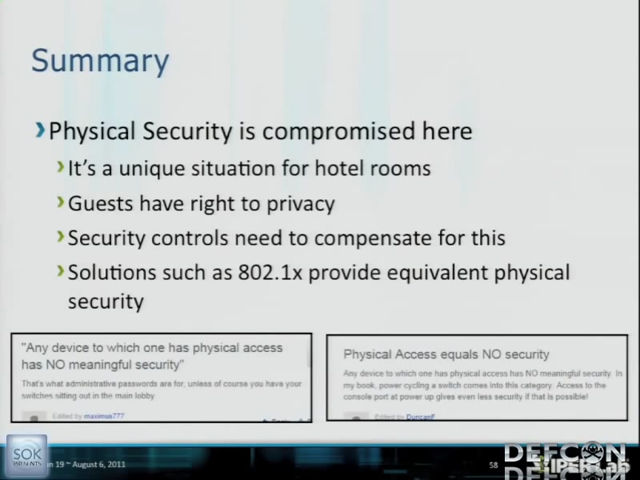 Summary
Physical Security is compromised here
It's a unique situation for hotel rooms
Guests have right to privacy
Security controls need to compensate for this
Solutions such as 802.1x provide equivalent physical
security
"Any device to which one has physical access
has NO meaningful security"
That's what administrative passwords are for, unless of course you have your
switches sitting out in the main lobby.
Edited by maximus777
Physical Access equals NO security
Any device to which one has physical access has NO meaningful security. In
my book, power cycling a switch comes into this category. Access to the
console port at power up gives even less security if that is possible!
Edited by DuncanF
SOK
19 ~ August 6, 2011
58
DEFCON